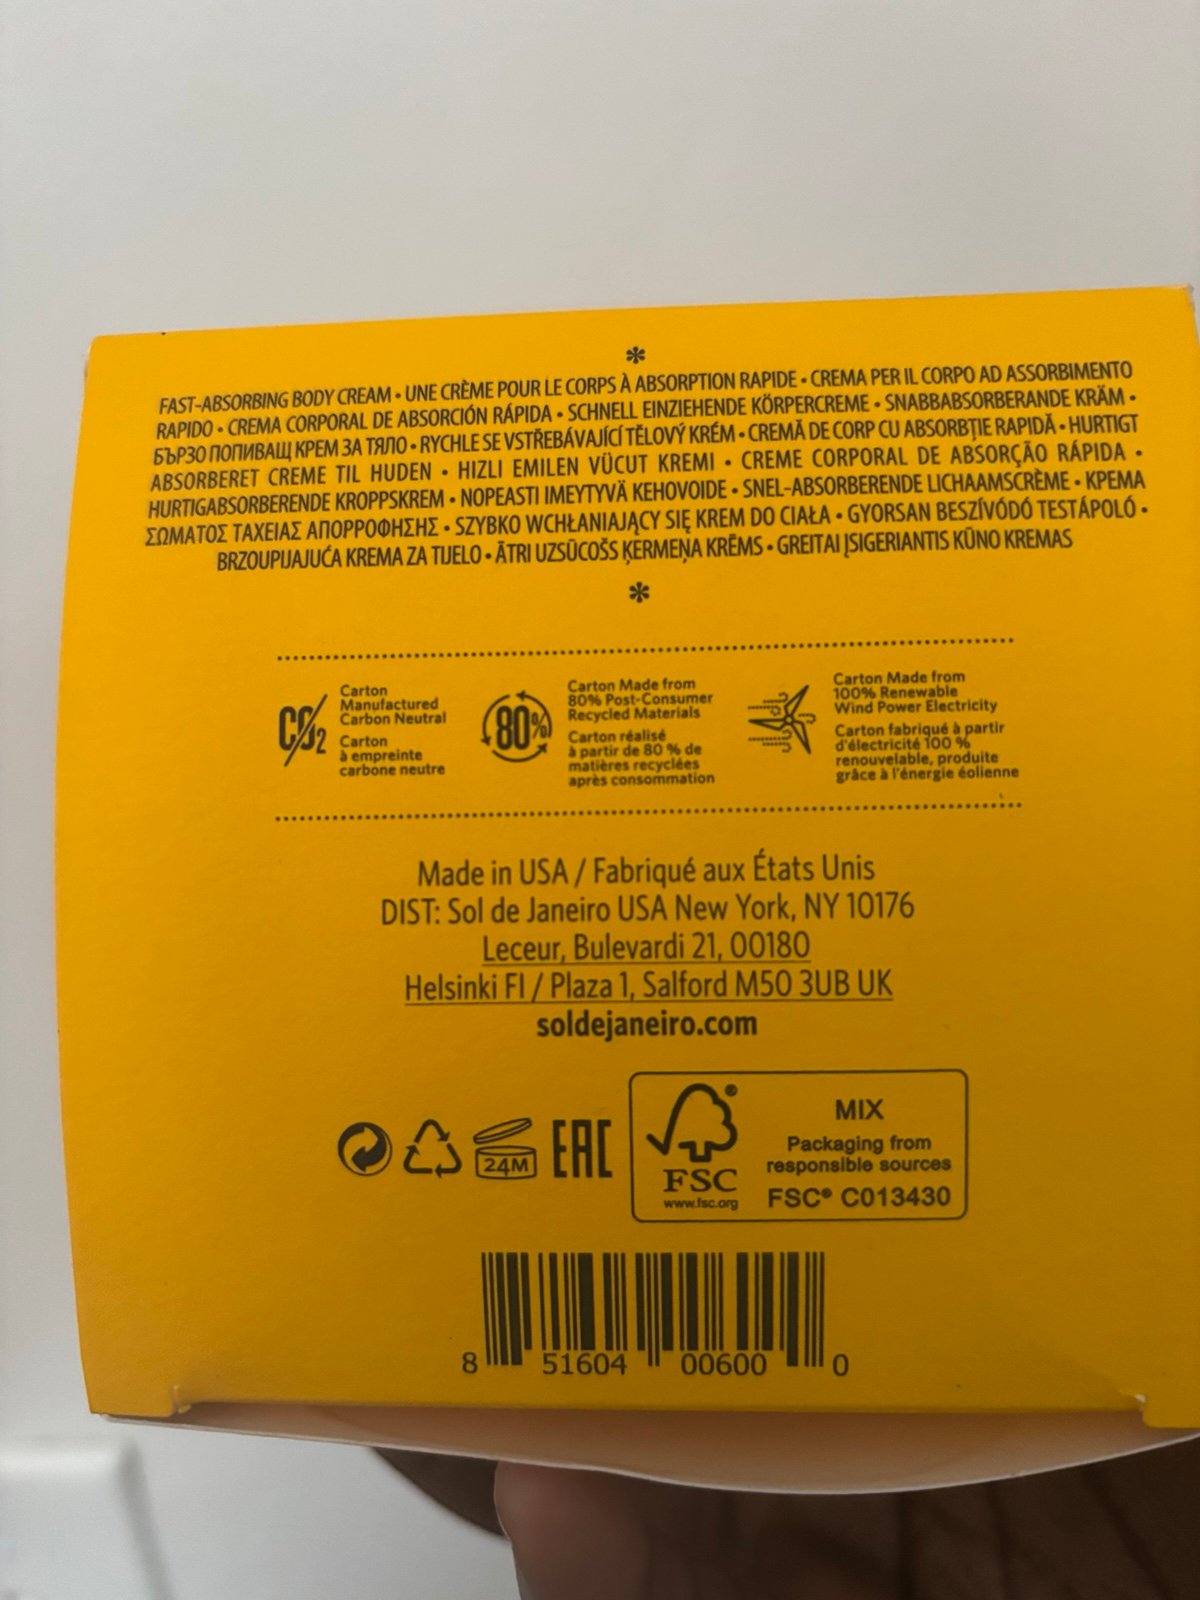 *
FAST-ABSORBING BODY CREAM • UNE CRÈME POUR LE CORPS À ABSORPTION RAPIDE • CREMA PER IL CORPO AD ASSORBIMENTO
RAPIDO • CREMA CORPORAL DE ABSORCIÓN RÁPIDA • SCHNELL EINZIEHENDE KÖRPERCREME • SNABBABSORBERANDE KRÄM •
БЪРЗО ПОПИВАЩ КРЕМ ЗА ТЯЛО • RYCHLE SE VSTŘEBÁVAJÍCÍ TĚLOVÝ KRÉM • CREMĂ DE CORP CU ABSORBȚIE RAPIDĂ • HURTIGT
ABSORBERET CREME TIL HUDEN • HIZLI EMILEN VÜCUT KREMI • CREME CORPORAL DE ABSORÇÃO RÁPIDA •
HURTIGABSORBERENDE KROPPSKREM • NOPEASTI IMEYTYVÄ KEHOVOIDE • SNEL-ABSORBERENDE LICHAAMSCRÈME • ΚΡΕΜΑ
ΣΩΜΑΤΟΣ ΤΑΧΕΙΑΣ ΑΠΟΡΡΟΦΗΣΗΣ • SZYBKO WCHŁANIAJĄCY SIĘ KREM DO CIAŁA • GYORSAN BESZÍVÓDÓ TESTÁPOLÓ •
BRZOUPIJAJUĆA KREMA ZA TIJELO • ĀTRI UZSŪCOŠS ĶERMEŅA KRĒMS • GREITAI ĮSIGERIANTIS KŪNO KREMAS
*
CO2
Carton
Manufactured
Carbon Neutral
Carton
à empreinte
carbone neutre
80%
Carton Made from
80% Post-Consumer
Recycled Materials
Carton réalisé
à partir de 80 % de
matières recyclées
après consommation
Carton Made from
100% Renewable
Wind Power Electricity
Carton fabriqué à partir
d'électricité 100 %
renouvelable, produite
grâce à l'énergie éolienne
Made in USA / Fabriqué aux États Unis
DIST: Sol de Janeiro USA New York, NY 10176
Leceur, Bulevardi 21, 00180
Helsinki FI / Plaza 1, Salford M50 3UB UK
soldejaneiro.com
24M
EAC
FSC
www.fsc.org
MIX
Packaging from
responsible sources
FSC® C013430
8 51604 00600 0